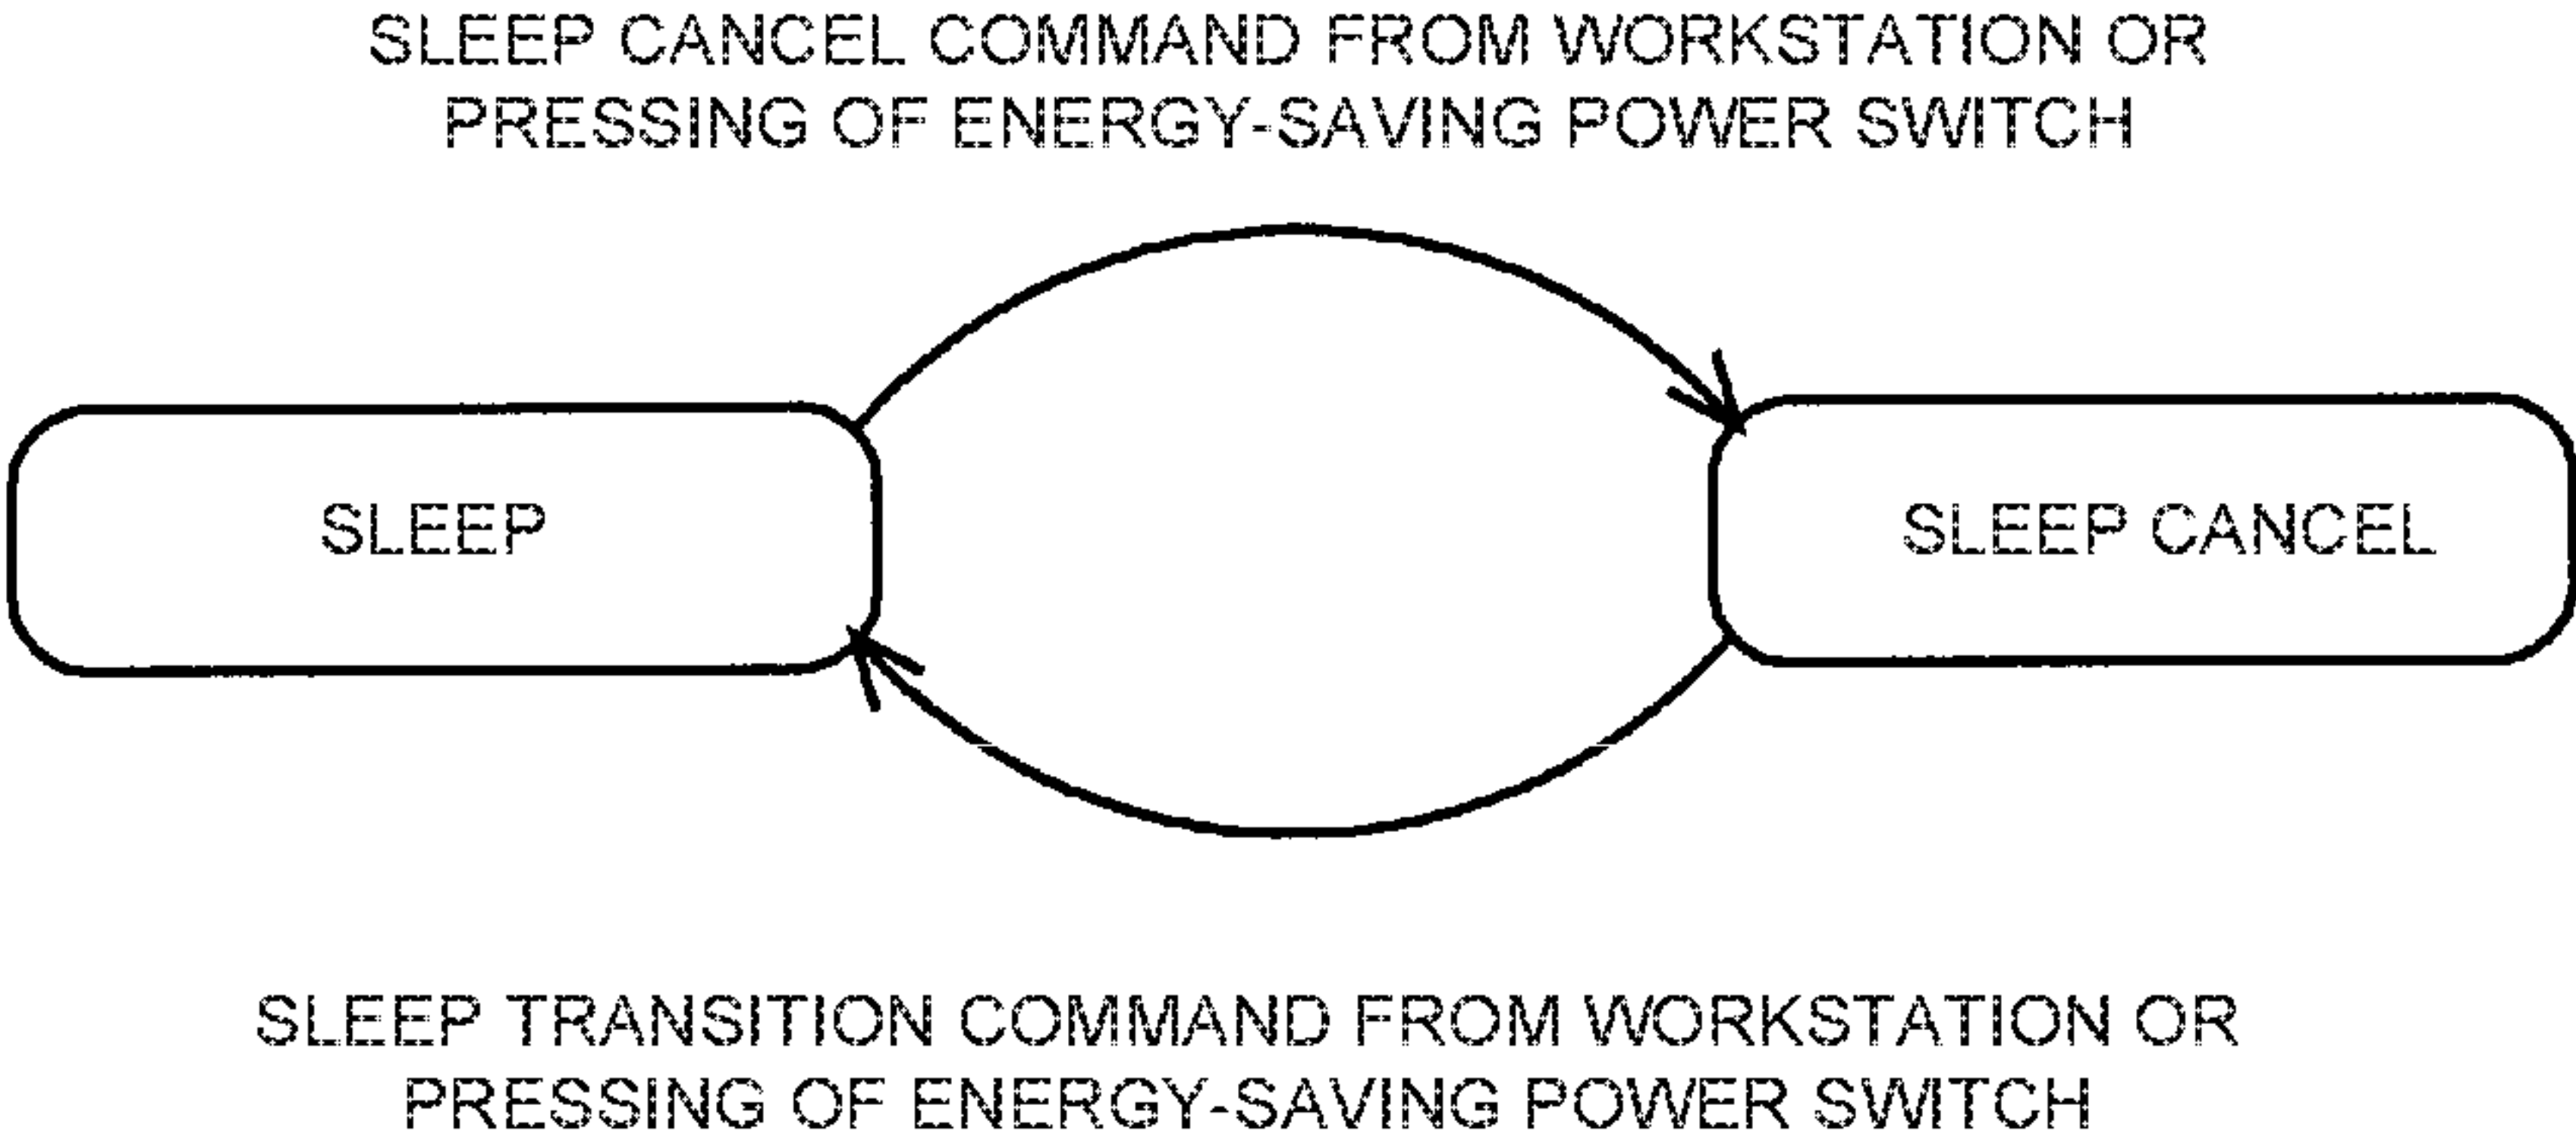 SLEEP CANCEL COMMAND FROM WORKSTATION OR
PRESSING OF ENERGY-SAVING POWER SWITCH
SLEEP
SLEEP CANCEL
SLEEP TRANSITION COMMAND FROM WORKSTATION OR
PRESSING OF ENERGY-SAVING POWER SWITCH